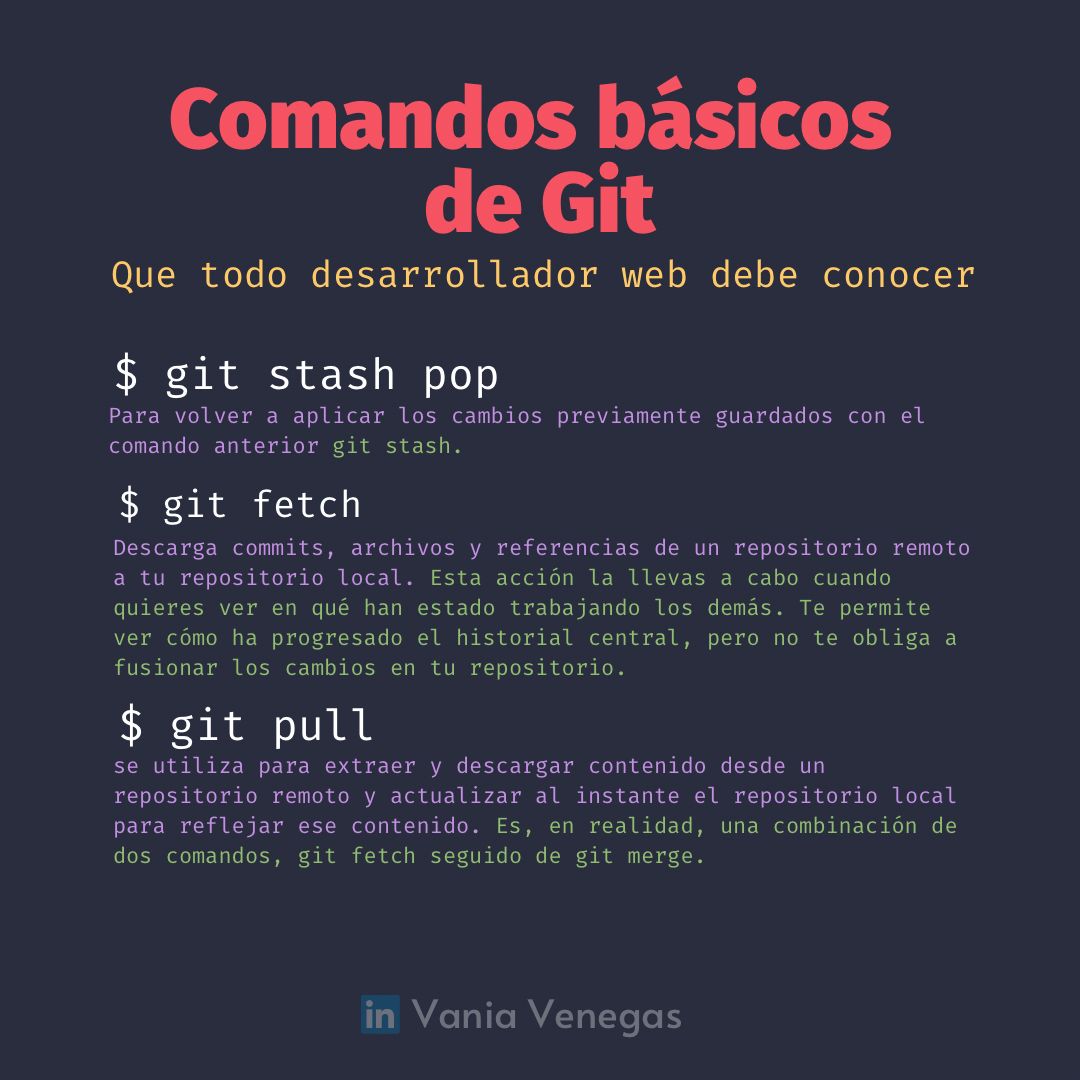 Comandos básicos
de Git
Que todo desarrollador web debe conocer
$ git stash pop
Para volver a aplicar los cambios previamente guardados con el
comando anterior git stash.
$ git fetch
Descarga commits, archivos y referencias de un repositorio remoto
a tu repositorio local. Esta acción la llevas a cabo cuando
quieres ver en qué han estado trabajando los demás. Te permite
ver cómo ha progresado el historial central, pero no te obliga a
fusionar los cambios en tu repositorio.
$ git pull
se utiliza para extraer y descargar contenido desde un
repositorio remoto y actualizar al instante el repositorio local
para reflejar ese contenido. Es, en realidad, una combinación de
dos comandos, git fetch seguido de git merge.
in Vania Venegas